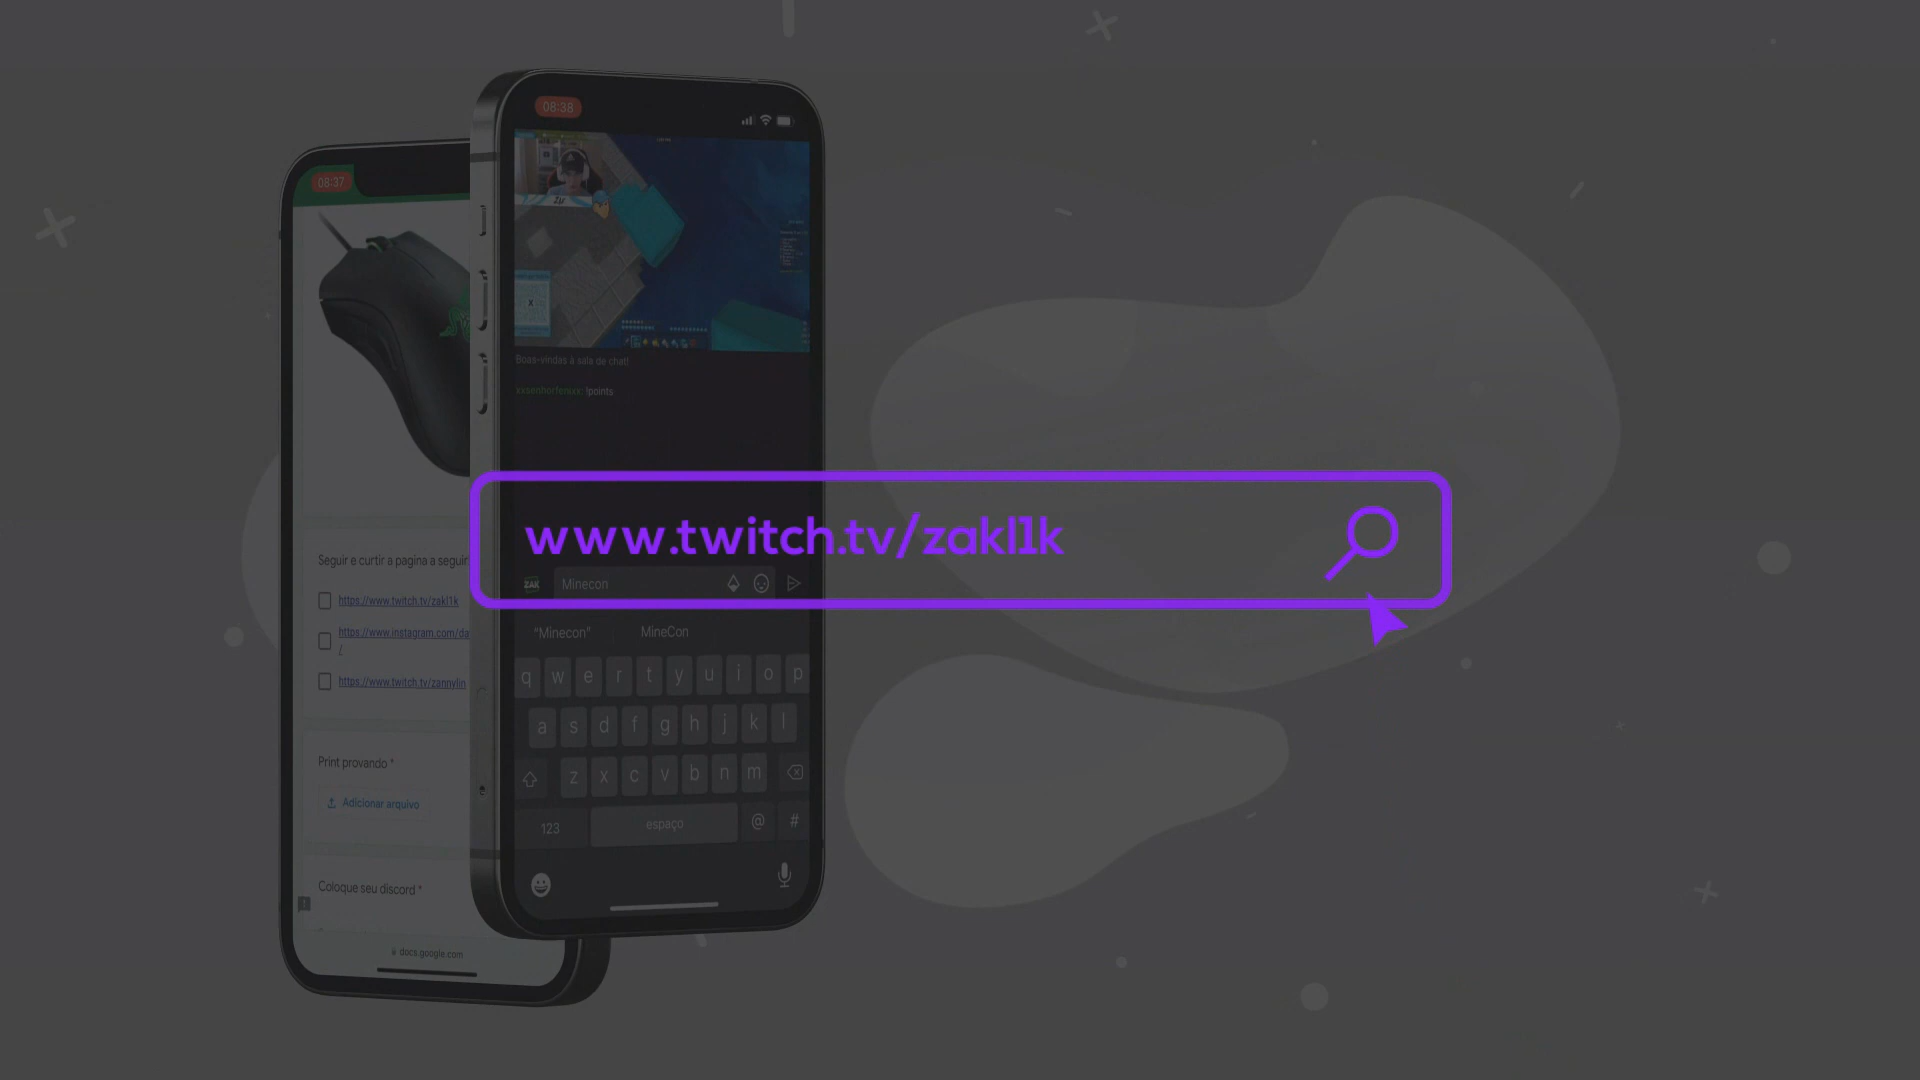 08:38
08:37
Boas-vindas à sala de chat!
xxsenhorfenixx: !points
www.twitch.tv/zakl1k
ZAK
Minecon
"Minecon" MineCon
q w e r t y u i o p
a s d f g h j k l
z x c v b n m
123 espaço @ #
Seguir e curtir a pagina a seguir
https://www.twitch.tv/zakl1k
https://www.instagram.com/da
/.
https://www.twitch.tv/zannylin
Print provando *
Adicionar arquivo
Coloque seu discord *
docs.google.com